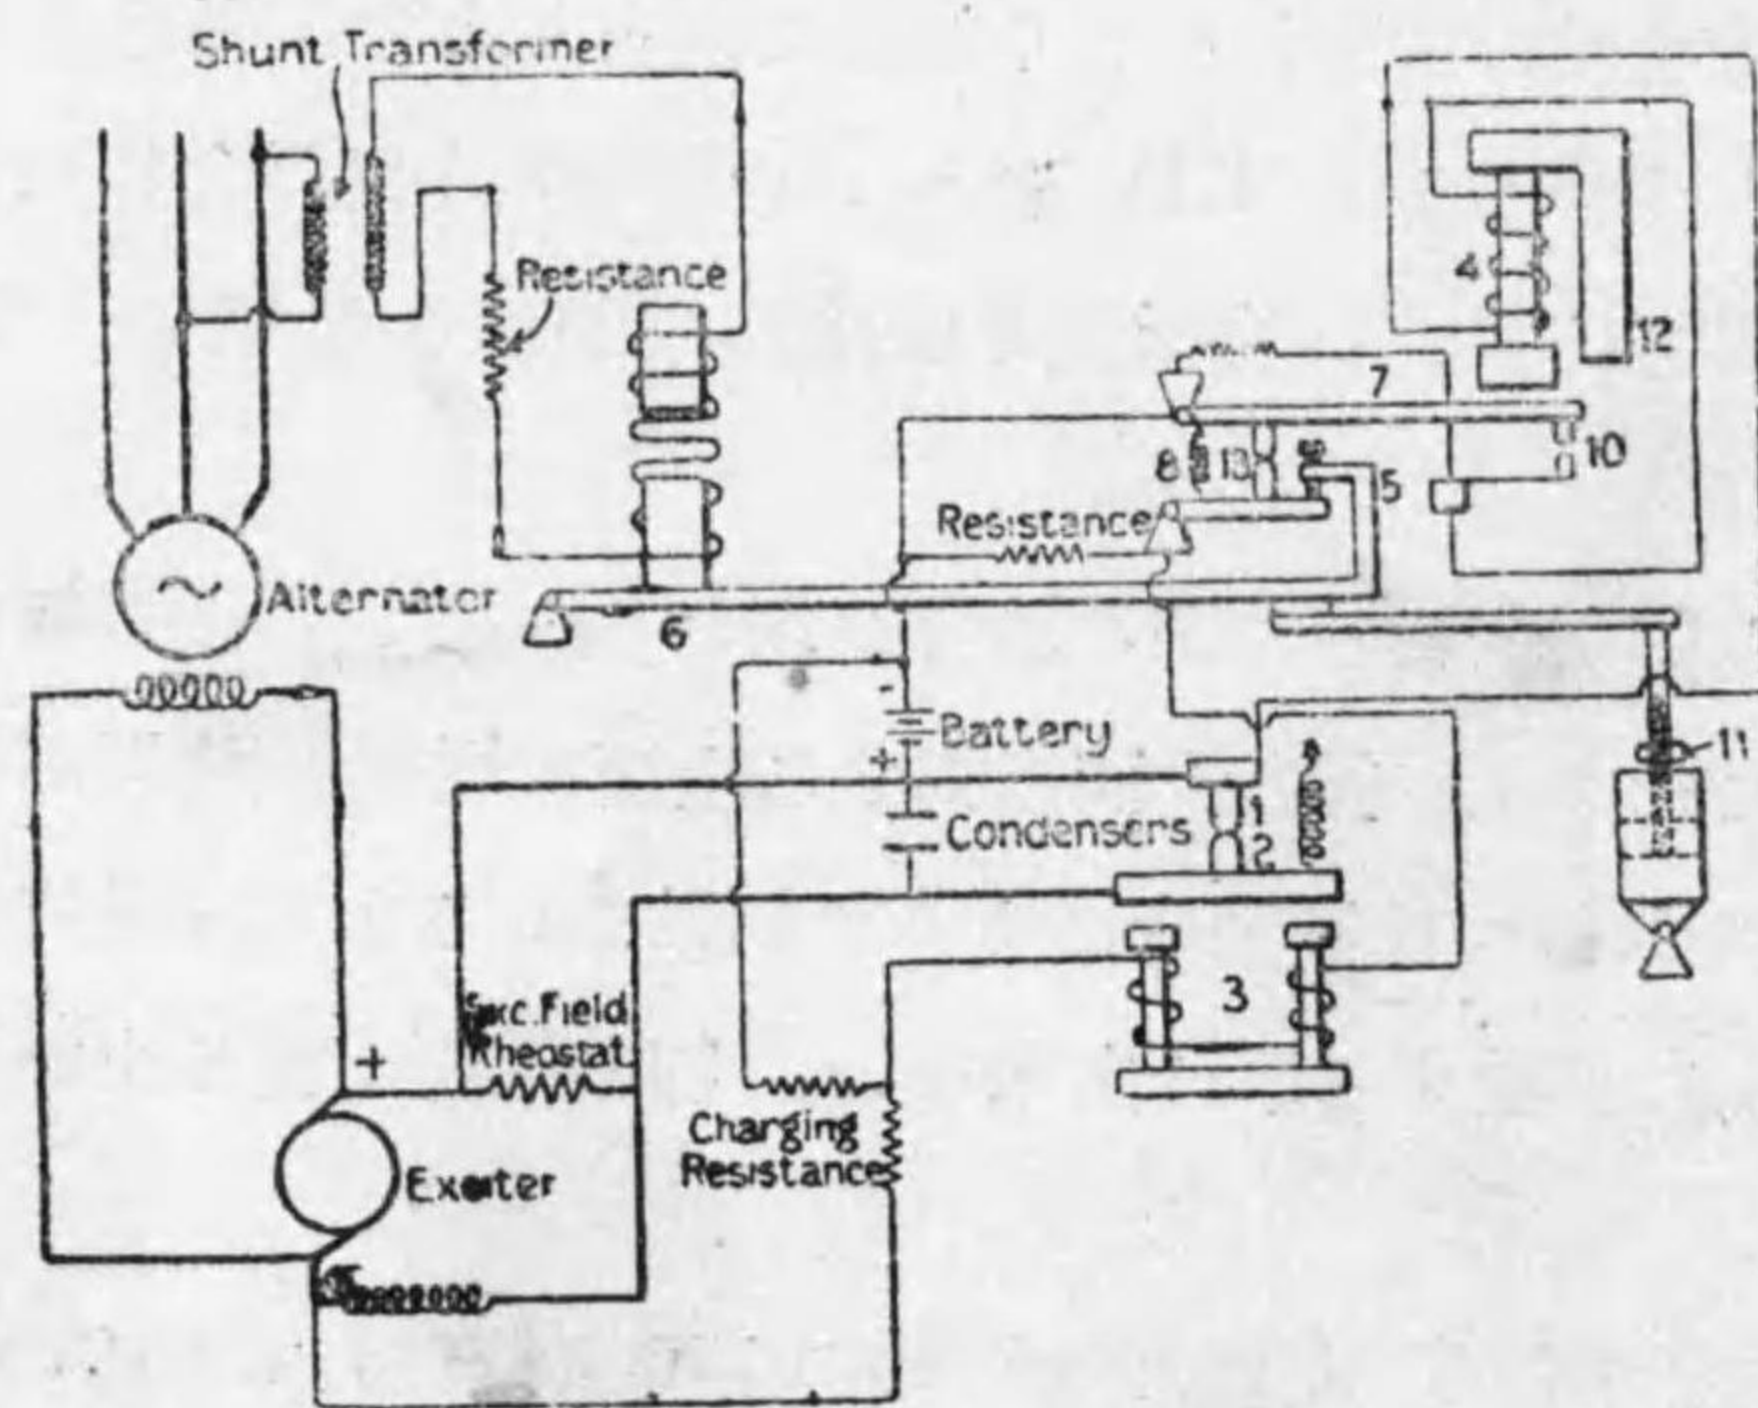 Shunt Transformer
Resistance
4
12
7
8
13
5
10
Resistance
Alternator
6
-
Battery
+
11
Condensers
1
2
3
Exc. Field
Rheostat
+
Charging
Resistance
Exciter